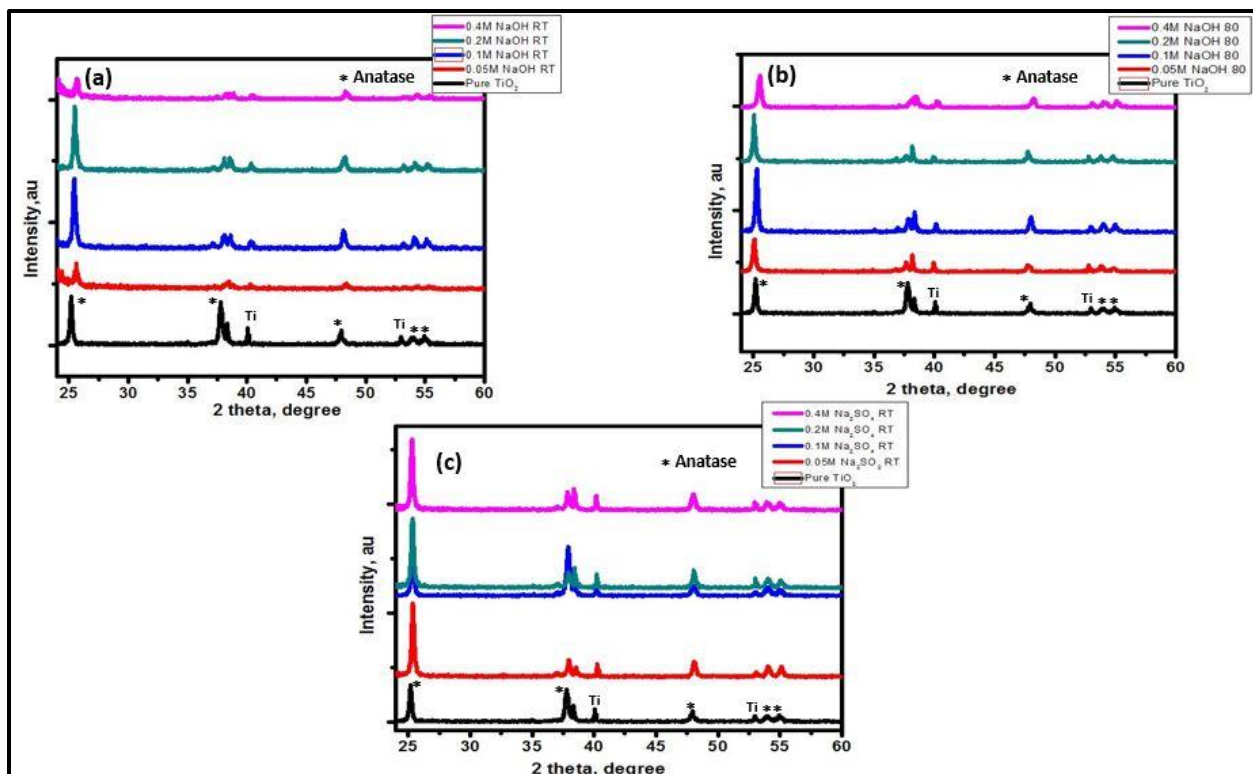 0.4M NaOH RT
0.2M NaOH RT
0.1M NaOH RT
0.05M NaOH RT
Pure TiO₂
(a)
* Anatase
Intensity,au
* * Ti * Ti **
25 30 35 40 45 50 55 60
2 theta, degree
0.4M NaOH 80
0.2M NaOH 80
0.1M NaOH 80
0.05M NaOH 80
Pure TiO₂
(b)
* Anatase
Intensity, au
* * Ti * Ti **
25 30 35 40 45 50 55 60
2 theta, degree
0.4M Na₂SO₄ RT
0.2M Na₂SO₄ RT
0.1M Na₂SO₄ RT
0.05M Na₂SO₂ RT
Pure TiO₂
(c)
* Anatase
Intensity, au
* * Ti * Ti **
25 30 35 40 45 50 55 60
2 theta, degree